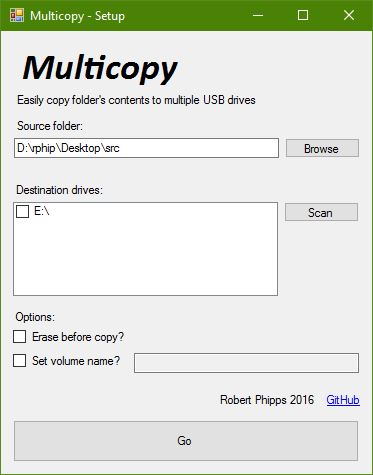 Multicopy - Setup
Multicopy
Easily copy folder's contents to multiple USB drives
Source folder:
D:\rphip\Desktop\src
Browse
Destination drives:
E:\
Scan
Options:
Erase before copy?
Set volume name?
Robert Phipps 2016 GitHub
Go